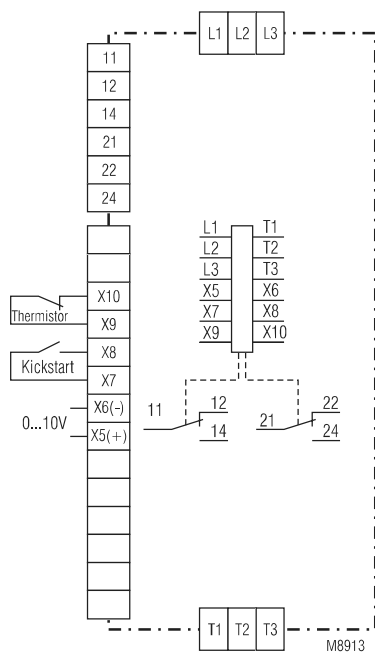 L1 L2 L3
11
12
14
21
22
24
L1 T1
L2 T2
L3 T3
X5 X6
X7 X8
X9 X10
X10
Thermistor
X9
X8
Kickstart
X7
X6(-)
0...10V
X5(+)
11 12
14
21 22
24
T1 T2 T3
M8913